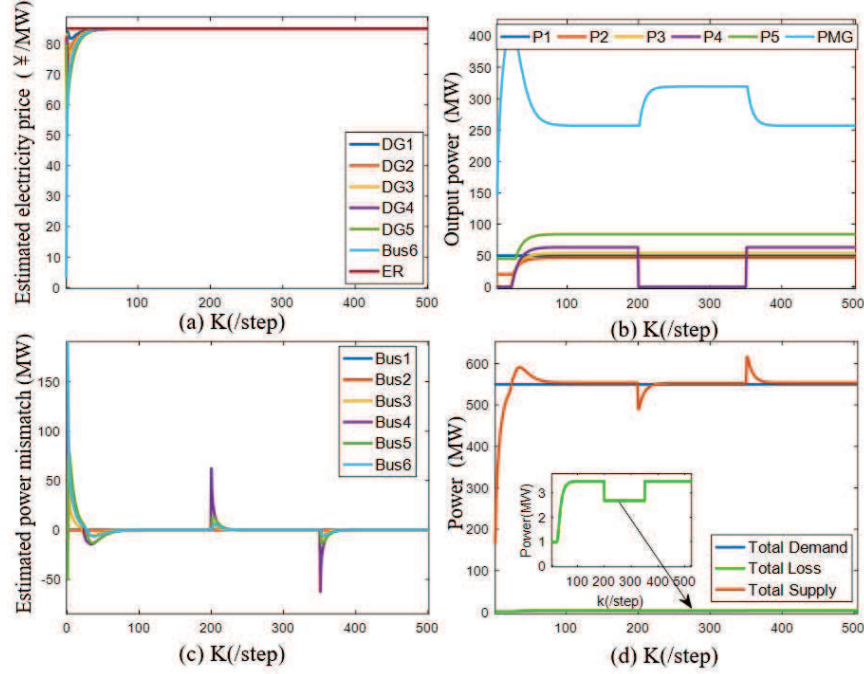 Estimated electricity price (￥/MW)
80
70
60
50
40
30
20
10
0
100
200
300
400
500
DG1
DG2
DG3
DG4
DG5
Bus6
ER
(a) K(/step)
Output power (MW)
P1 P2 P3 P4 P5 PMG
350
300
250
200
150
100
50
0
100
200
300
400
500
(b) K(/step)
Estimated power mismatch (MW)
150
100
50
0
-50
0
100
200
300
400
500
Bus1
Bus2
Bus3
Bus4
Bus5
Bus6
(c) K(/step)
Power (MW)
600
500
400
300
200
100
0
100
200
300
400
500
Power(MW)
3
2
1
0
100
200
300
400
500
k(/step)
Total Demand
Total Loss
Total Supply
(d) K(/step)